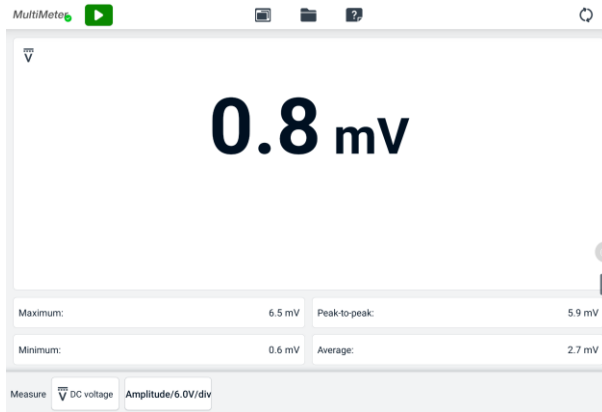 MultiMeter
V
0.8 mV
Maximum: 6.5 mV Peak-to-peak: 5.9 mV
Minimum: 0.6 mV Average: 2.7 mV
Measure V DC voltage Amplitude/6.0V/div